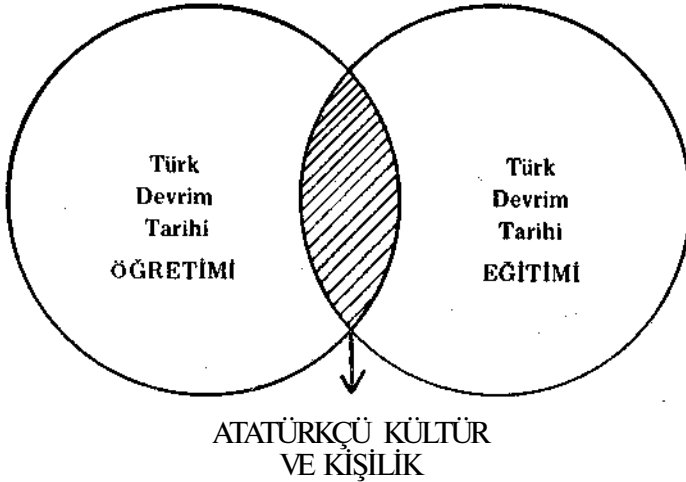 Türk
Devrim
Tarihi
ÖĞRETİMİ
Türk
Devrim
Tarihi
EĞİTİMİ
ATATÜRKÇÜ KÜLTÜR
VE KİŞİLİK